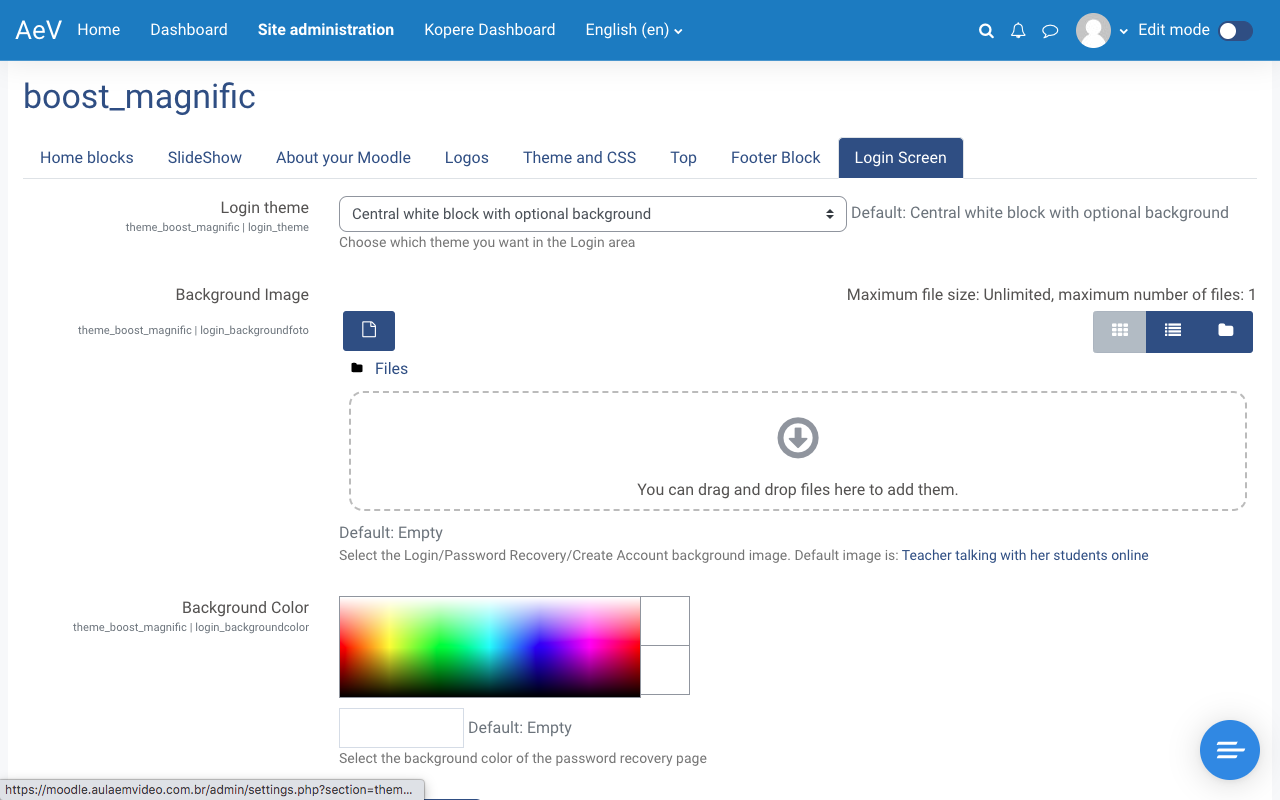 AeV Home Dashboard Site administration Kopere Dashboard English (en) Edit mode
boost_magnific
Home blocks SlideShow About your Moodle Logos Theme and CSS Top Footer Block Login Screen
Login theme
theme_boost_magnific | login_theme
Central white block with optional background Default: Central white block with optional background
Choose which theme you want in the Login area
Background Image
theme_boost_magnific | login_backgroundfoto
Maximum file size: Unlimited, maximum number of files: 1
Files
You can drag and drop files here to add them.
Default: Empty
Select the Login/Password Recovery/Create Account background image. Default image is: Teacher talking with her students online
Background Color
theme_boost_magnific | login_backgroundcolor
Default: Empty
Select the background color of the password recovery page
https://moodle.aulaemvideo.com.br/admin/settings.php?section=them...